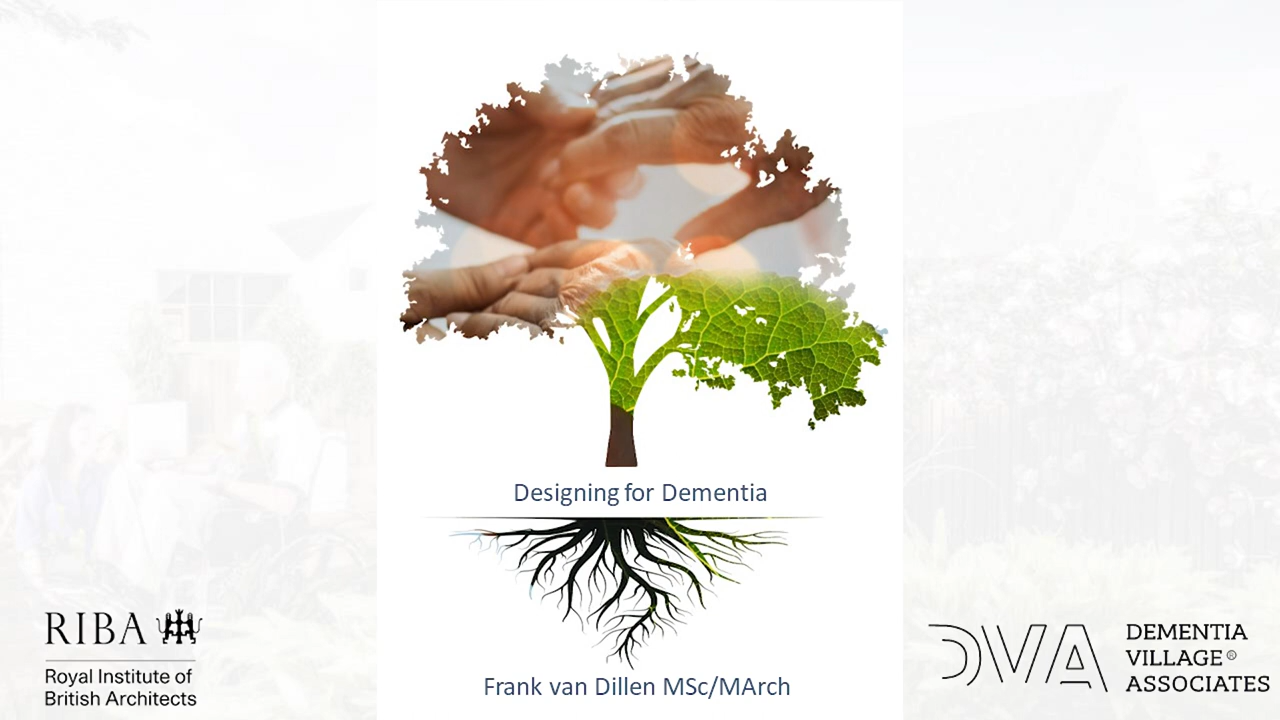 Designing for Dementia
Frank van Dillen MSc/MArch
RIBA
Royal Institute of
British Architects
DVA
DEMENTIA
VILLAGE®
ASSOCIATES